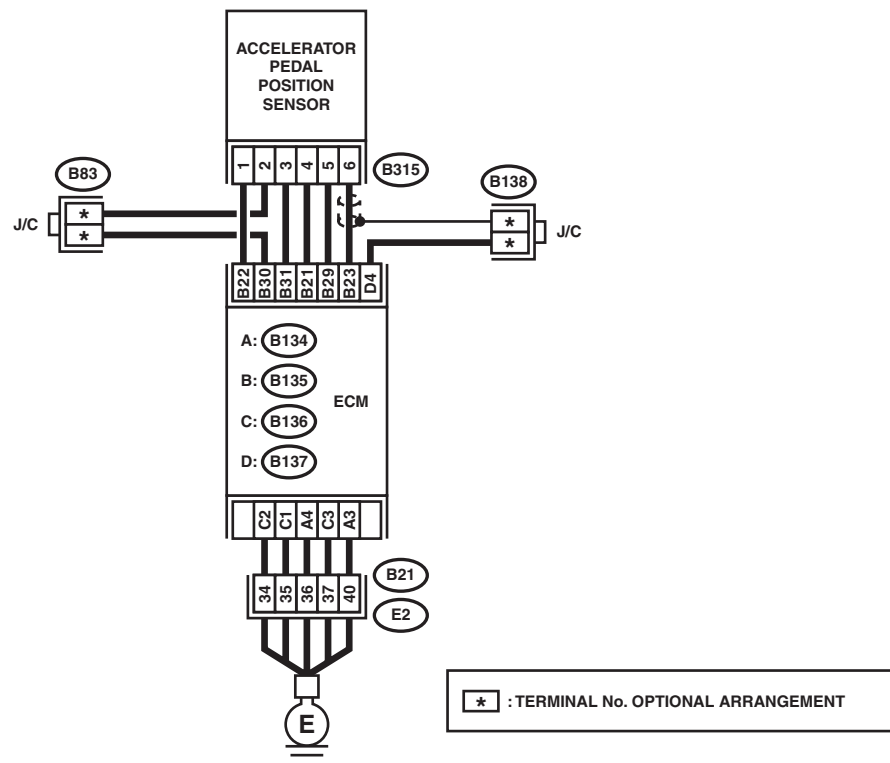 ACCELERATOR
PEDAL
POSITION
SENSOR
1 2 3 4 5 6
B315
B83
J/C
*
*
B138
*
*
J/C
B22 B30 B31 B21 B29 B23 D4
A: B134
B: B135
C: B136
D: B137
ECM
C2 C1 A4 C3 A3
34 35 36 37 40
B21
E2
E
* : TERMINAL No. OPTIONAL ARRANGEMENT